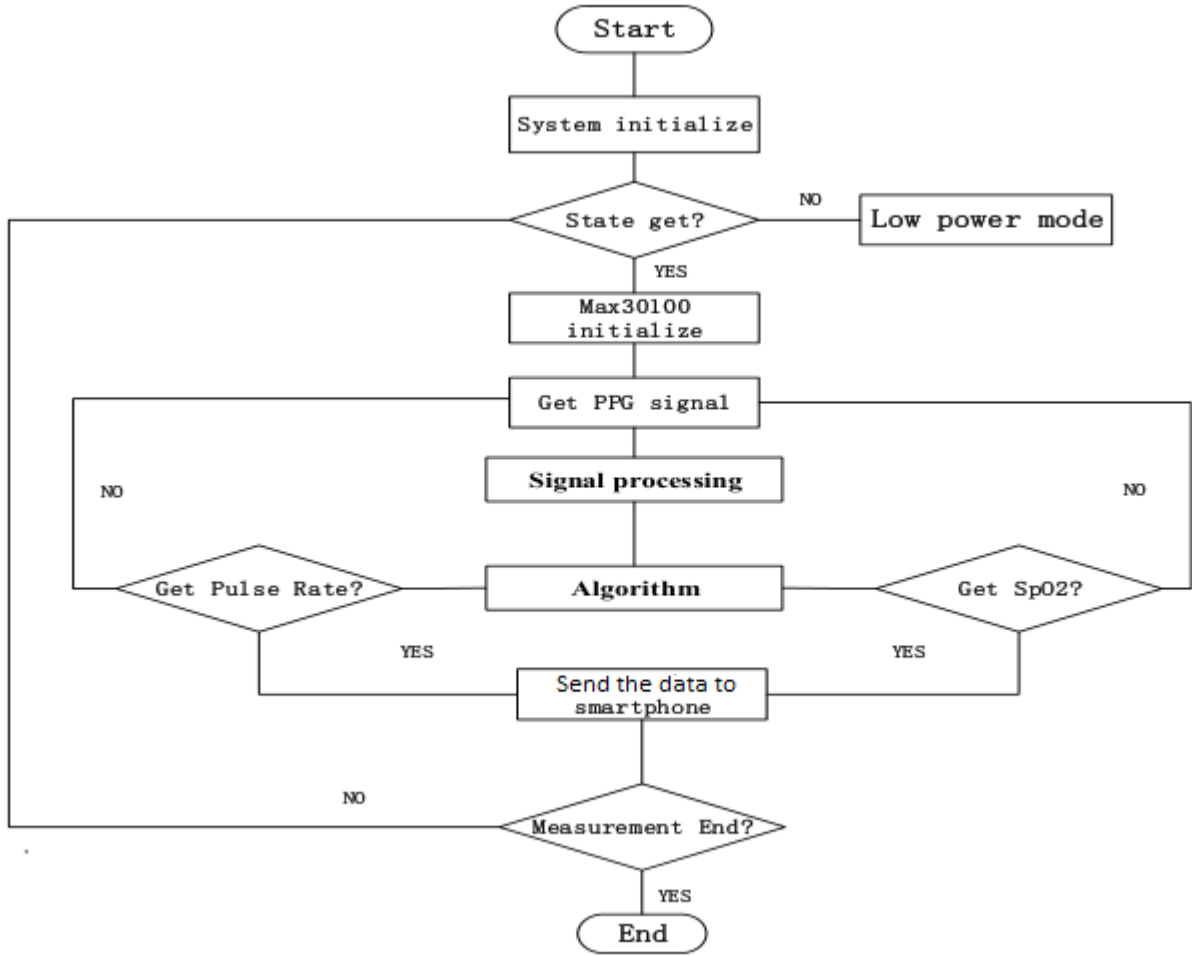 Start
System initialize
State get?
NO
Low power mode
YES
Max30100
initialize
Get PPG signal
Signal processing
NO
NO
Get Pulse Rate?
Algorithm
Get SpO2?
YES
YES
Send the data to
smartphone
NO
Measurement End?
YES
End